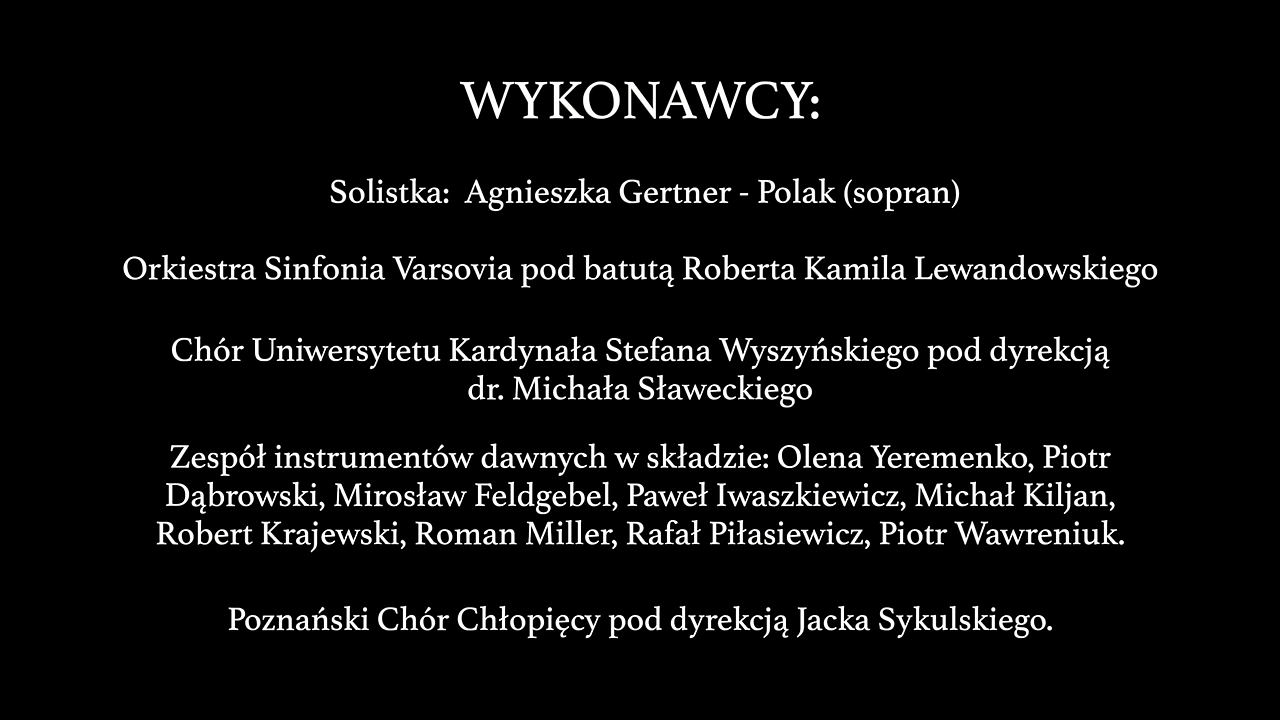 WYKONAWCY:
Solistka:  Agnieszka Gertner - Polak (sopran)
Orkiestra Sinfonia Varsovia pod batutą Roberta Kamila Lewandowskiego
Chór Uniwersytetu Kardynała Stefana Wyszyńskiego pod dyrekcją
dr. Michała Sławeckiego
Zespół instrumentów dawnych w składzie: Olena Yeremenko, Piotr
Dąbrowski, Mirosław Feldgebel, Paweł Iwaszkiewicz, Michał Kiljan,
Robert Krajewski, Roman Miller, Rafał Piłasiewicz, Piotr Wawreniuk.
Poznański Chór Chłopięcy pod dyrekcją Jacka Sykulskiego.